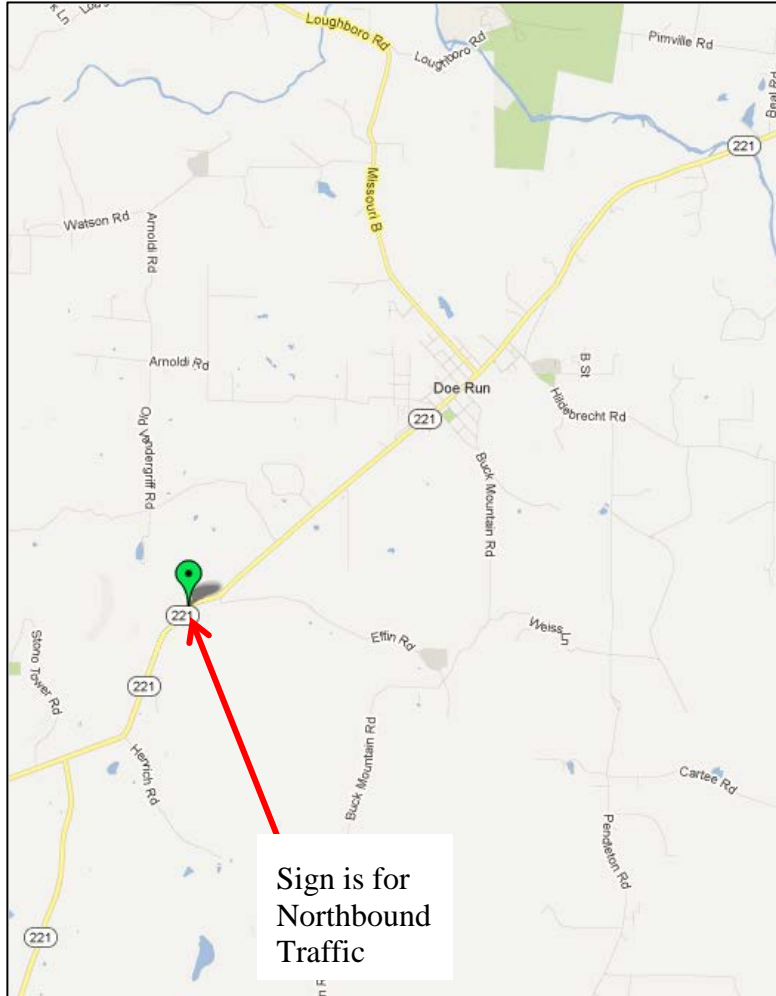 Loughboro Rd
Loughboro Rd
Pimville Rd
Beal Rd
221
Missouri B
Watson Rd
Arnoldi Rd
Arnoldi Rd
B St
Doe Run
Hildebrecht Rd
221
Old Vandergriff Rd
Buck Mountain Rd
221
Effin Rd
Weiss Ln
Stono Tower Rd
221
Henrich Rd
Buck Mountain Rd
Cartee Rd
Pendleton Rd
Sign is for
Northbound
Traffic
221